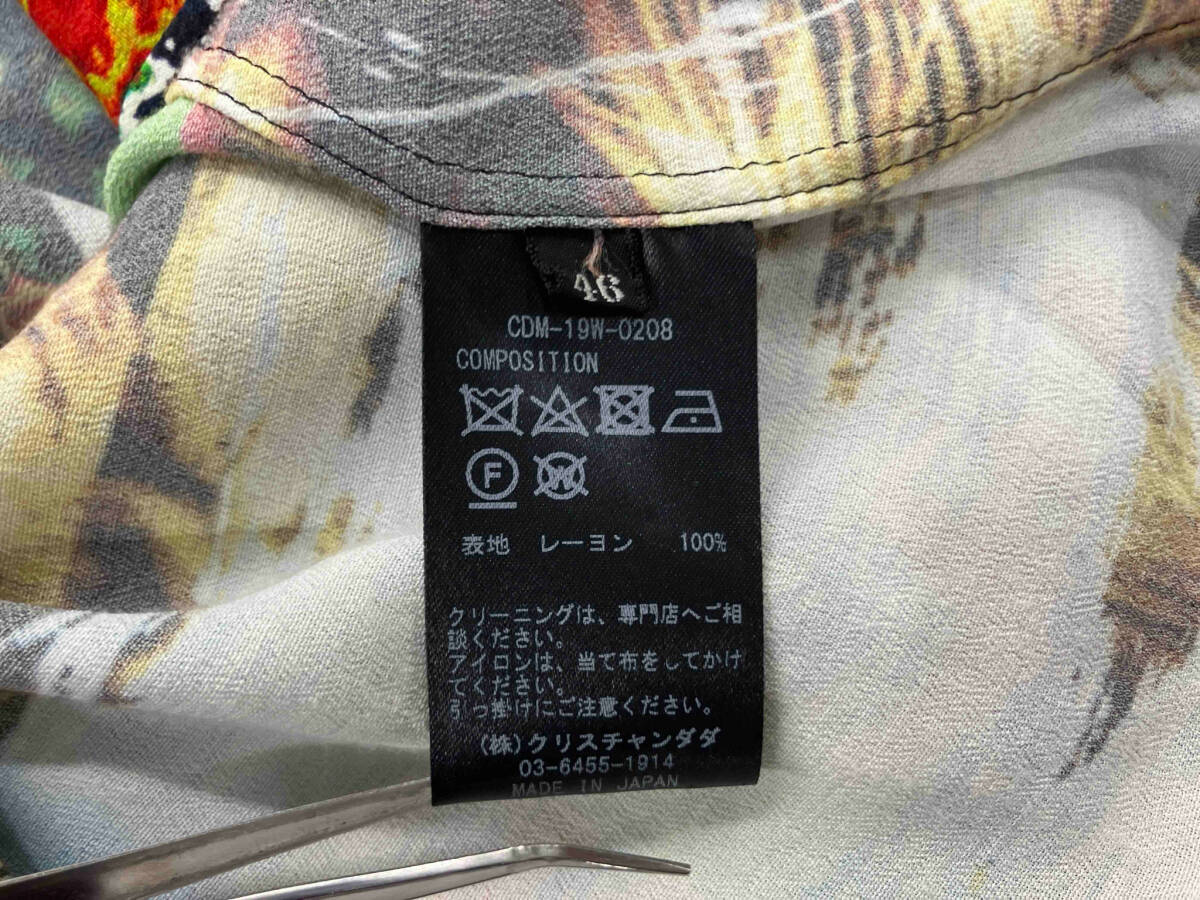 46
CDM-19W-0208
COMPOSITION
F
W
表地 レーヨン 100%
クリーニングは、専門店へご相
談ください。
アイロンは、当て布をしてかけ
てください。
引っ掛けにご注意ください。
(株)クリスチャンダダ
03-6455-1914
MADE IN JAPAN